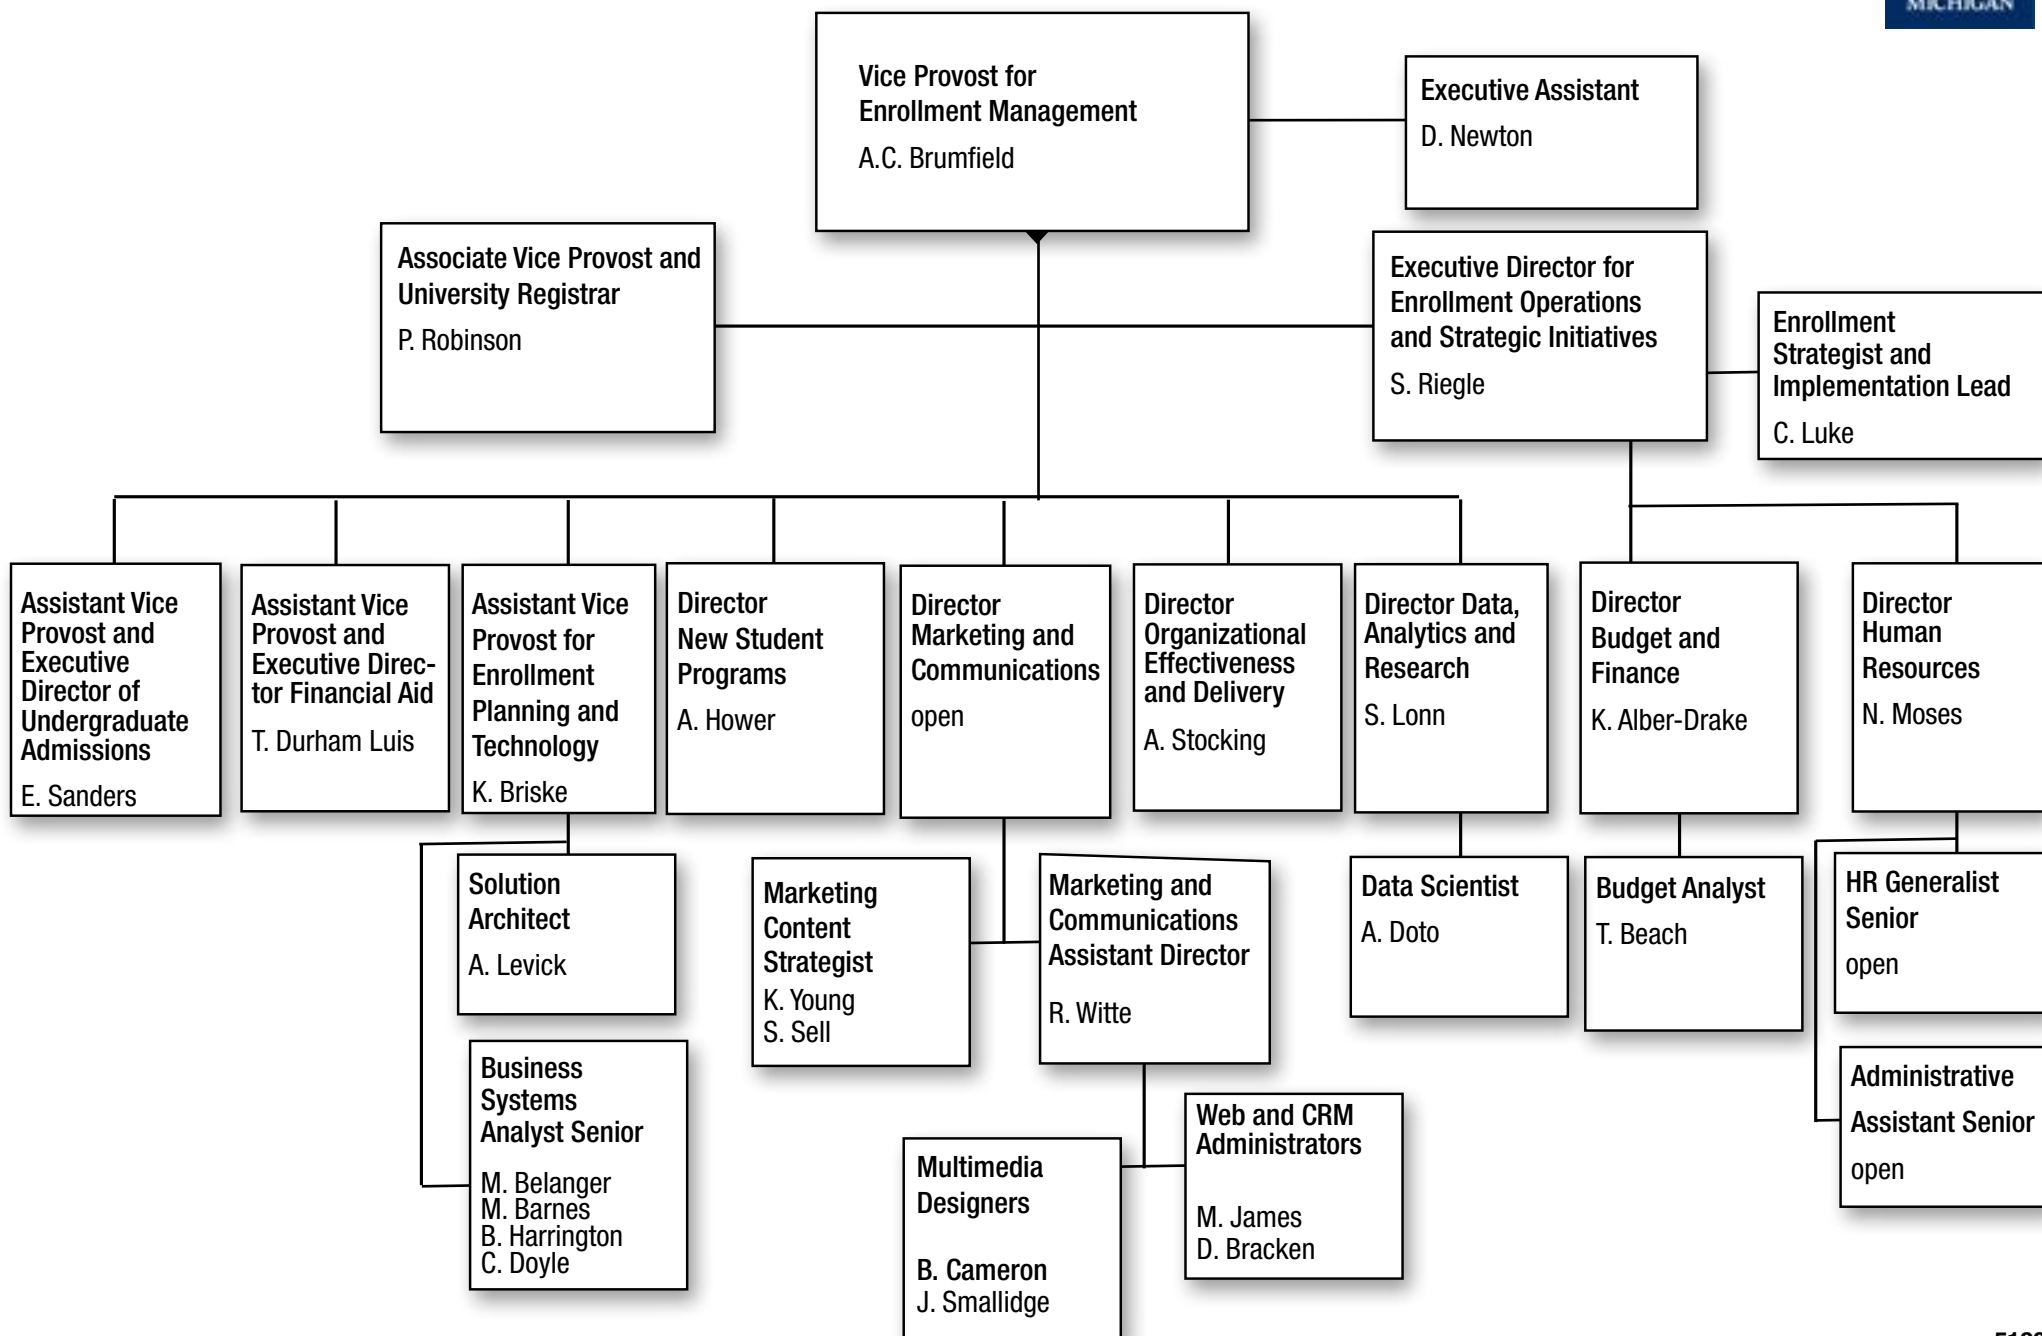 MICHIGAN
Vice Provost for
Enrollment Management
A.C. Brumfield
Executive Assistant
D. Newton
Associate Vice Provost and
University Registrar
P. Robinson
Executive Director for
Enrollment Operations
and Strategic Initiatives
S. Riegle
Enrollment
Strategist and
Implementation Lead
C. Luke
Assistant Vice
Provost and
Executive
Director of
Undergraduate
Admissions
E. Sanders
Assistant Vice
Provost and
Executive Direc-
tor Financial Aid
T. Durham Luis
Assistant Vice
Provost for
Enrollment
Planning and
Technology
K. Briske
Director
New Student
Programs
A. Hower
Director
Marketing and
Communications
open
Director
Organizational
Effectiveness
and Delivery
A. Stocking
Director Data,
Analytics and
Research
S. Lonn
Director
Budget and
Finance
K. Alber-Drake
Director
Human
Resources
N. Moses
Solution
Architect
A. Levick
Business
Systems
Analyst Senior
M. Belanger
M. Barnes
B. Harrington
C. Doyle
Marketing
Content
Strategist
K. Young
S. Sell
Marketing and
Communications
Assistant Director
R. Witte
Multimedia
Designers
B. Cameron
J. Smallidge
Web and CRM
Administrators
M. James
D. Bracken
Data Scientist
A. Doto
Budget Analyst
T. Beach
HR Generalist
Senior
open
Administrative
Assistant Senior
open